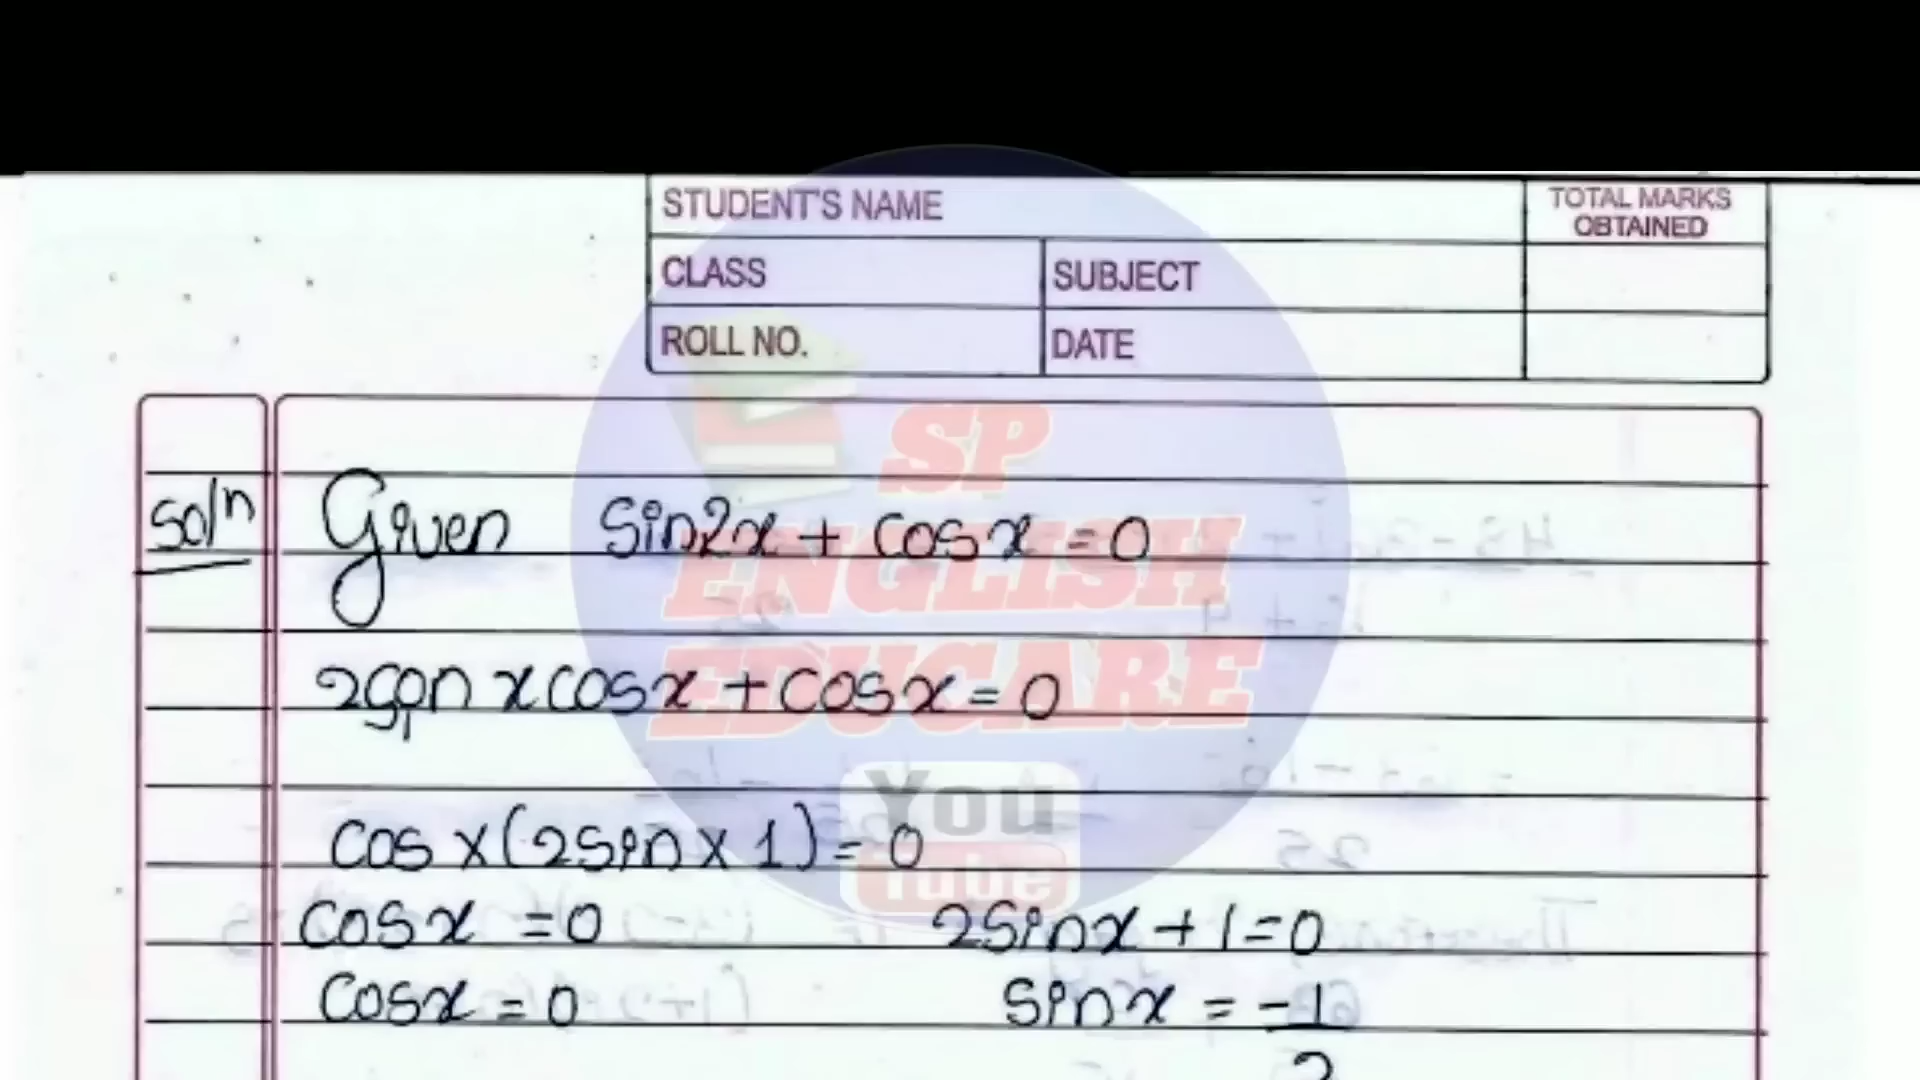 STUDENT'S NAME
TOTAL MARKS OBTAINED
CLASS
SUBJECT
ROLL NO.
DATE
SP
ENGLISH
EDUCARE
You
Tube
Soln Given Sin2x + cosx = 0
2sin x cosx + cosx = 0
cos x (2sin x 1) = 0
cosx = 0 2sinx + 1 = 0
cosx = 0 sinx = -1
2